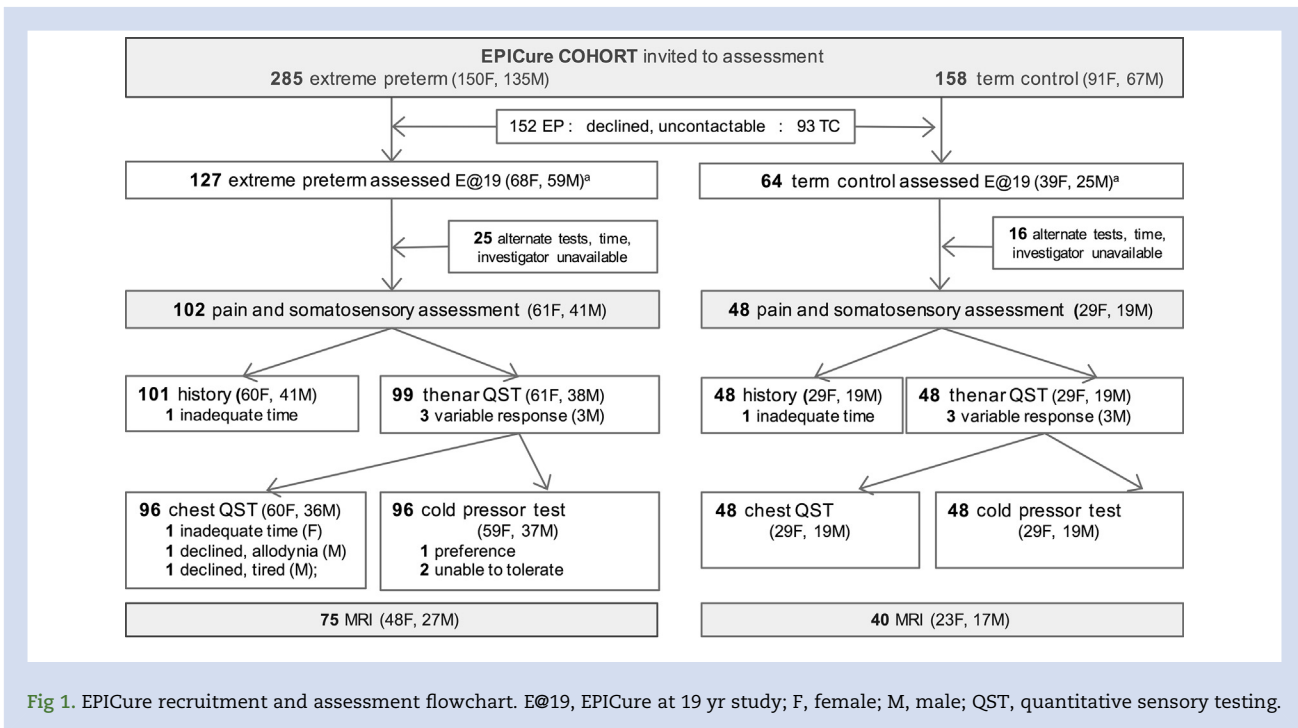 EPICure COHORT invited to assessment
285 extreme preterm (150F, 135M)
158 term control (91F, 67M)
152 EP : declined, uncontactable : 93 TC
127 extreme preterm assessed E@19 (68F, 59M)ᵃ
64 term control assessed E@19 (39F, 25M)ᵃ
25 alternate tests, time,
investigator unavailable
16 alternate tests, time,
investigator unavailable
102 pain and somatosensory assessment (61F, 41M)
48 pain and somatosensory assessment (29F, 19M)
101 history (60F, 41M)
1 inadequate time
99 thenar QST (61F, 38M)
3 variable response (3M)
48 history (29F, 19M)
1 inadequate time
48 thenar QST (29F, 19M)
3 variable response (3M)
96 chest QST (60F, 36M)
1 inadequate time (F)
1 declined, allodynia (M)
1 declined, tired (M);
96 cold pressor test
(59F, 37M)
1 preference
2 unable to tolerate
48 chest QST
(29F, 19M)
48 cold pressor test
(29F, 19M)
75 MRI (48F, 27M)
40 MRI (23F, 17M)
Fig 1. EPICure recruitment and assessment flowchart. E@19, EPICure at 19 yr study; F, female; M, male; QST, quantitative sensory testing.